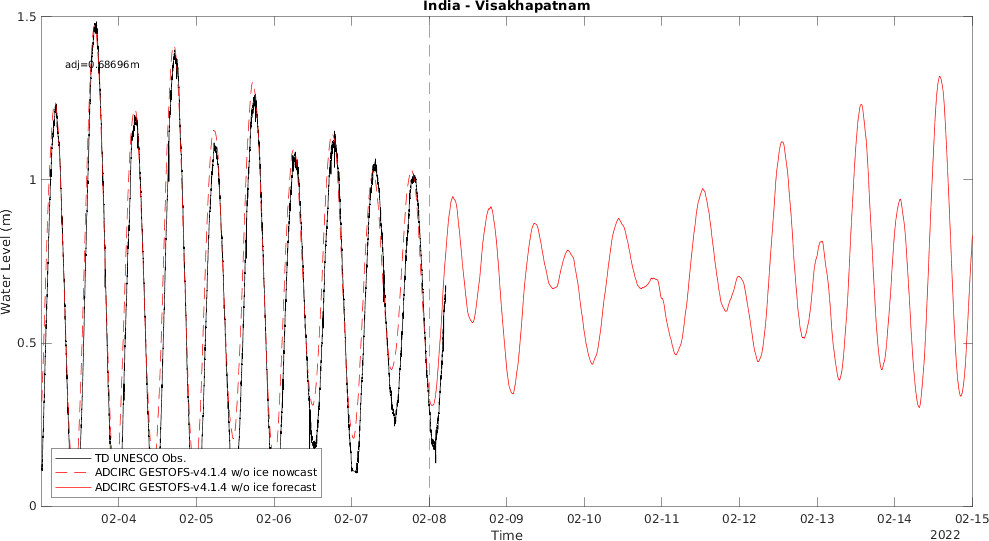 India - Visakhapatnam
1.5
adj=0.68696m
1
Water Level (m)
0.5
TD UNESCO Obs.
ADCIRC GESTOFS-v4.1.4 w/o ice nowcast
ADCIRC GESTOFS-v4.1.4 w/o ice forecast
0
02-04 02-05 02-06 02-07 02-08 02-09 02-10 02-11 02-12 02-13 02-14 02-15
Time
2022